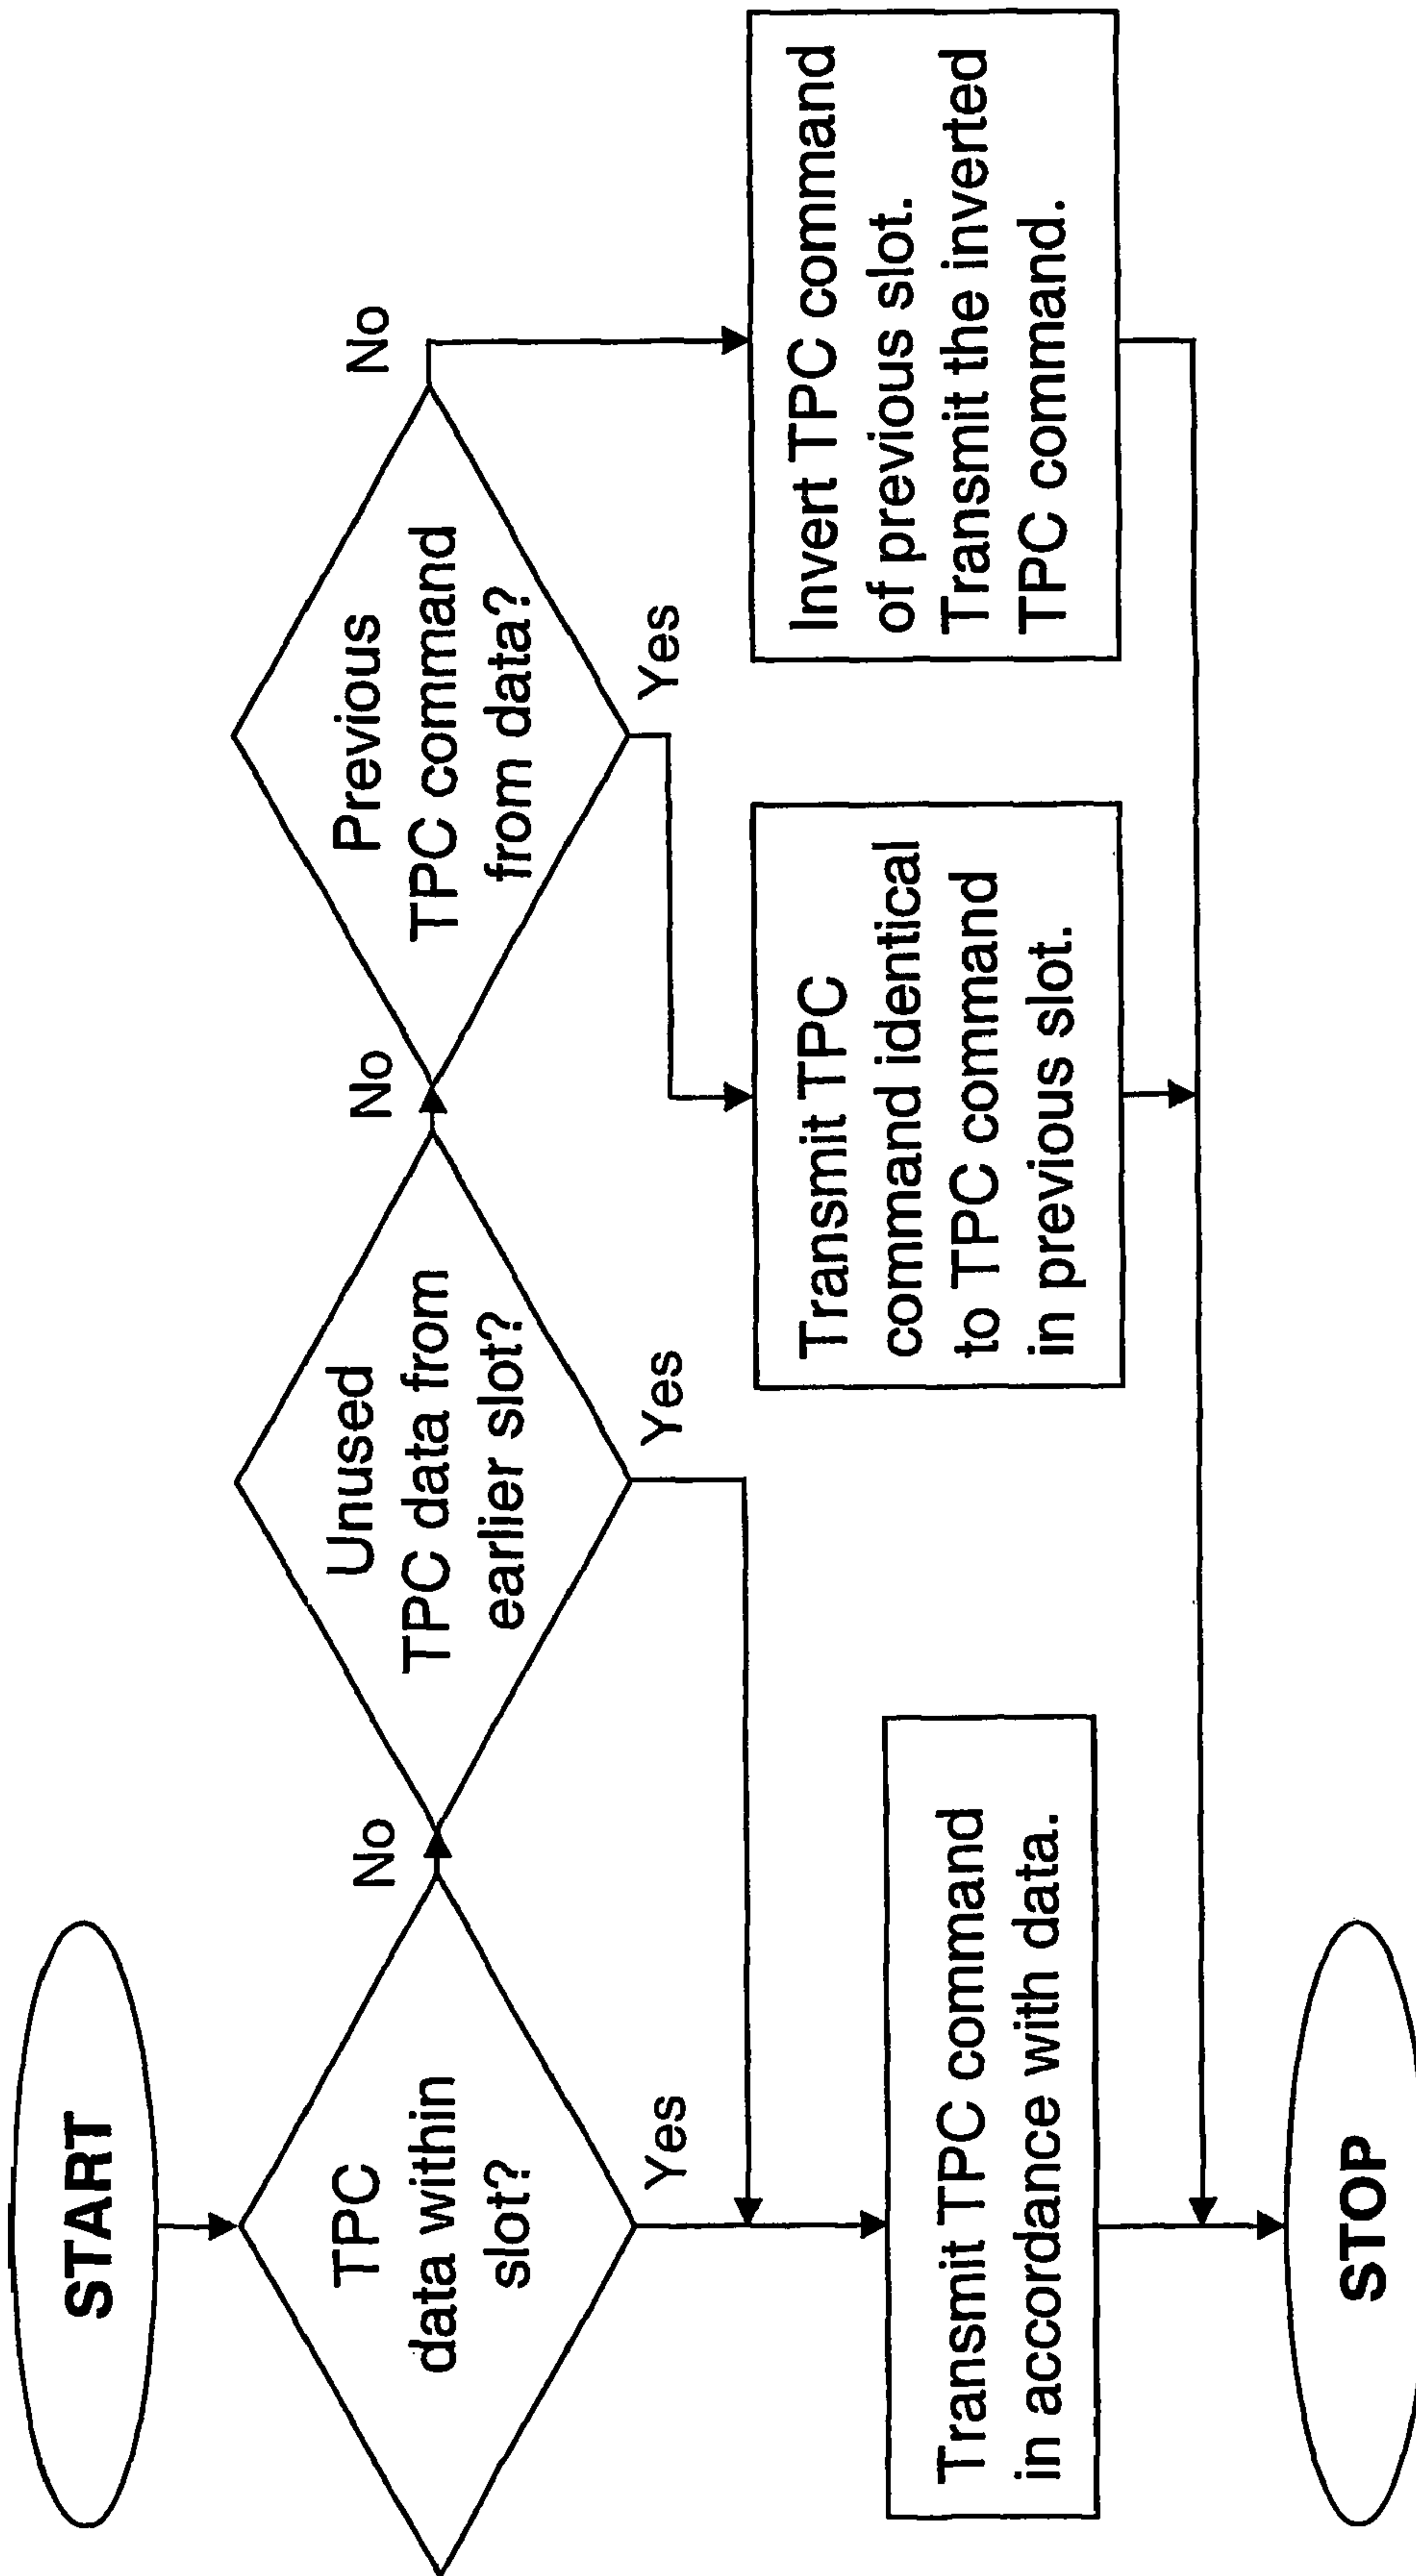 START
TPC
data within
slot?
No
Yes
Unused
TPC data from
earlier slot?
No
Yes
Previous
TPC command
from data?
No
Yes
Transmit TPC command
in accordance with data.
Transmit TPC
command identical
to TPC command
in previous slot.
Invert TPC command
of previous slot.
Transmit the inverted
TPC command.
STOP